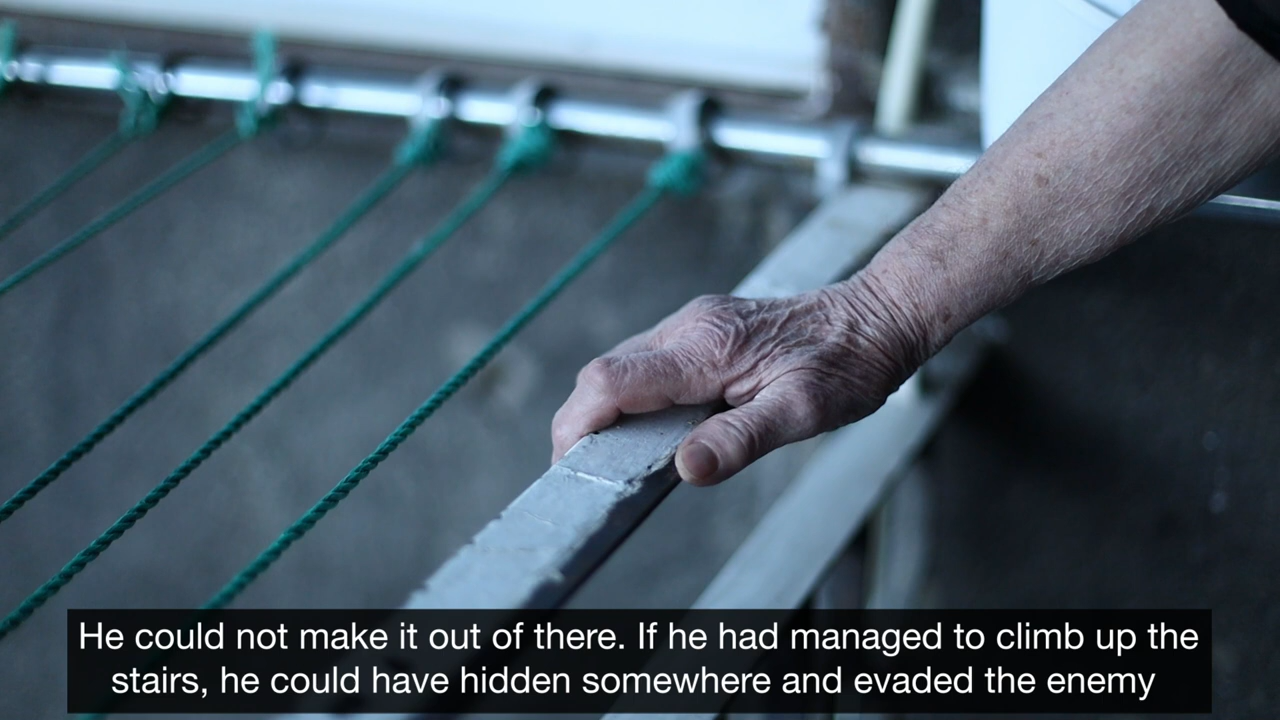 He could not make it out of there. If he had managed to climb up the
stairs, he could have hidden somewhere and evaded the enemy